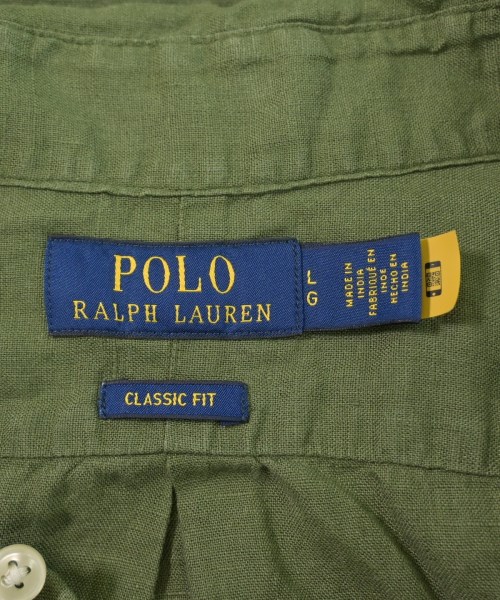 POLO
RALPH LAUREN
L
G
MADE IN
INDIA
FABRIQUÉ EN
INDE
HECHO EN
INDIA
CLASSIC FIT